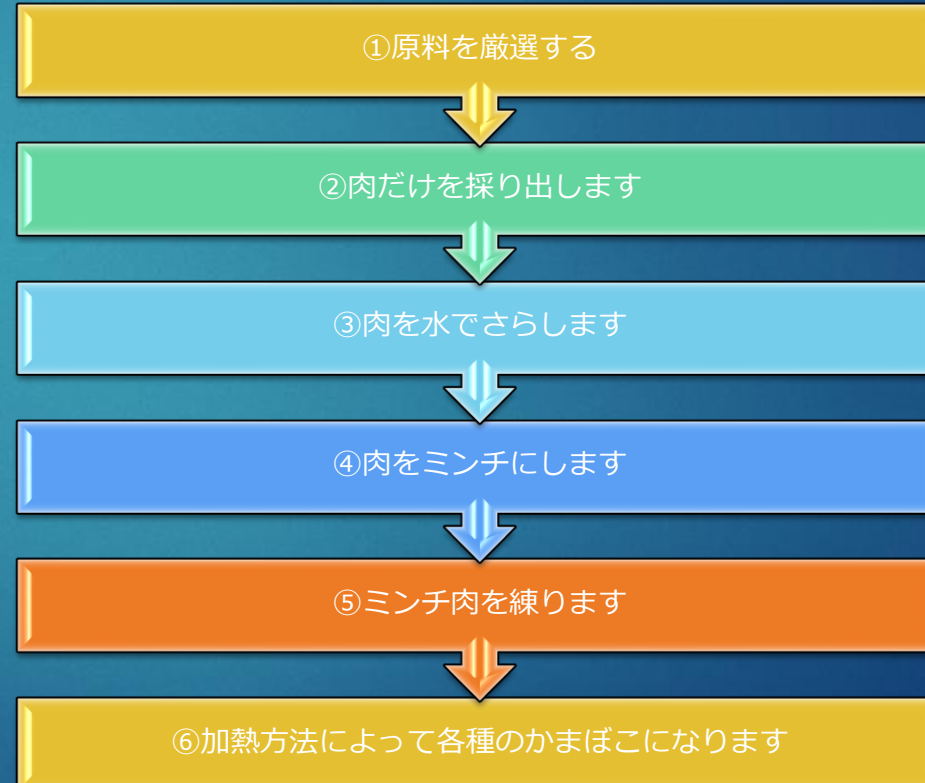 ①原料を厳選する
②肉だけを採り出します
③肉を水でさらします
④肉をミンチにします
⑤ミンチ肉を練ります
⑥加熱方法によって各種のかまぼこになります